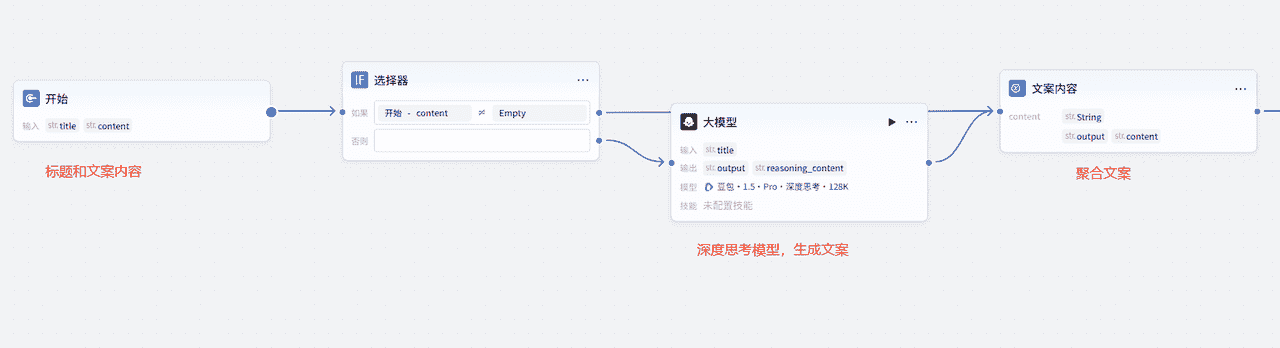 开始
输入 str. title str. content
标题和文案内容
选择器 ...
如果 开始 - content ≠ Empty
否则
大模型 ...
输入 str. title
输出 str. output str. reasoning_content
模型 豆包・1.5・Pro・深度思考・128K
技能 未配置技能
深度思考模型，生成文案
文案内容 ...
content str. String
str. output str. content
聚合文案